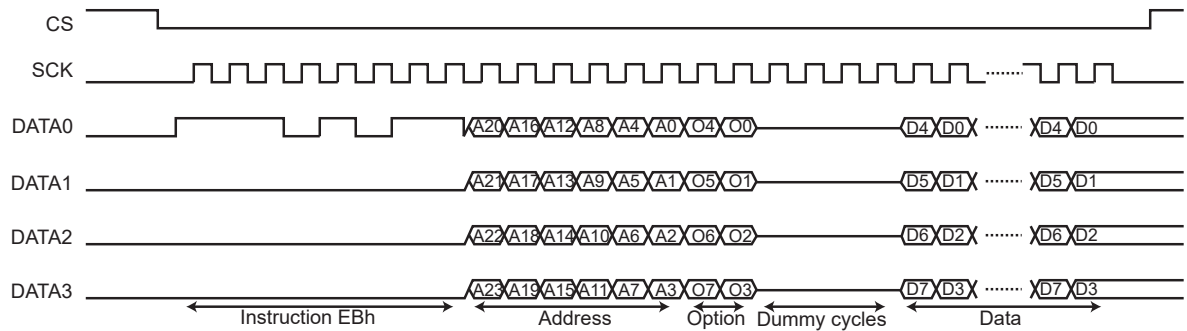 CS
SCK
DATA0 A20 A16 A12 A8 A4 A0 O4 O0 D4 D0 D4 D0
DATA1 A21 A17 A13 A9 A5 A1 O5 O1 D5 D1 D5 D1
DATA2 A22 A18 A14 A10 A6 A2 O6 O2 D6 D2 D6 D2
DATA3 A23 A19 A15 A11 A7 A3 O7 O3 D7 D3 D7 D3
Instruction EBh Address Option Dummy cycles Data